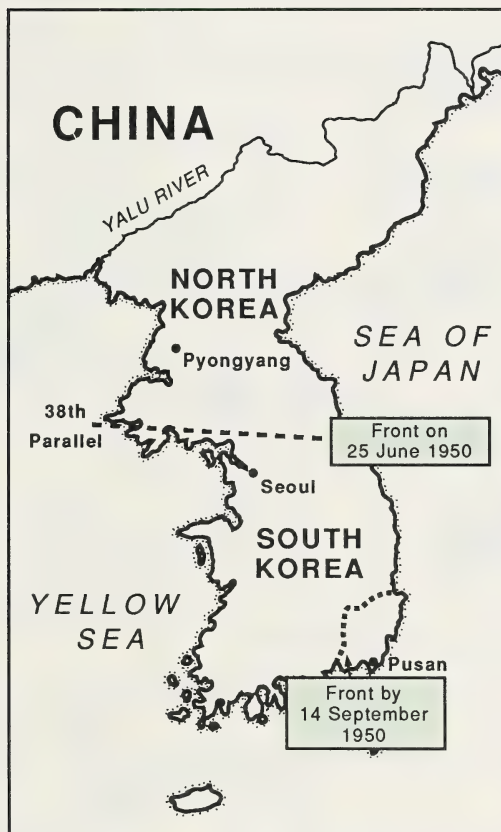 CHINA
YALU RIVER
NORTH
KOREA
SEA OF
JAPAN
Pyongyang
38th
Parallel
Front on
25 June 1950
Seoul
SOUTH
KOREA
YELLOW
SEA
Pusan
Front by
14 September
1950